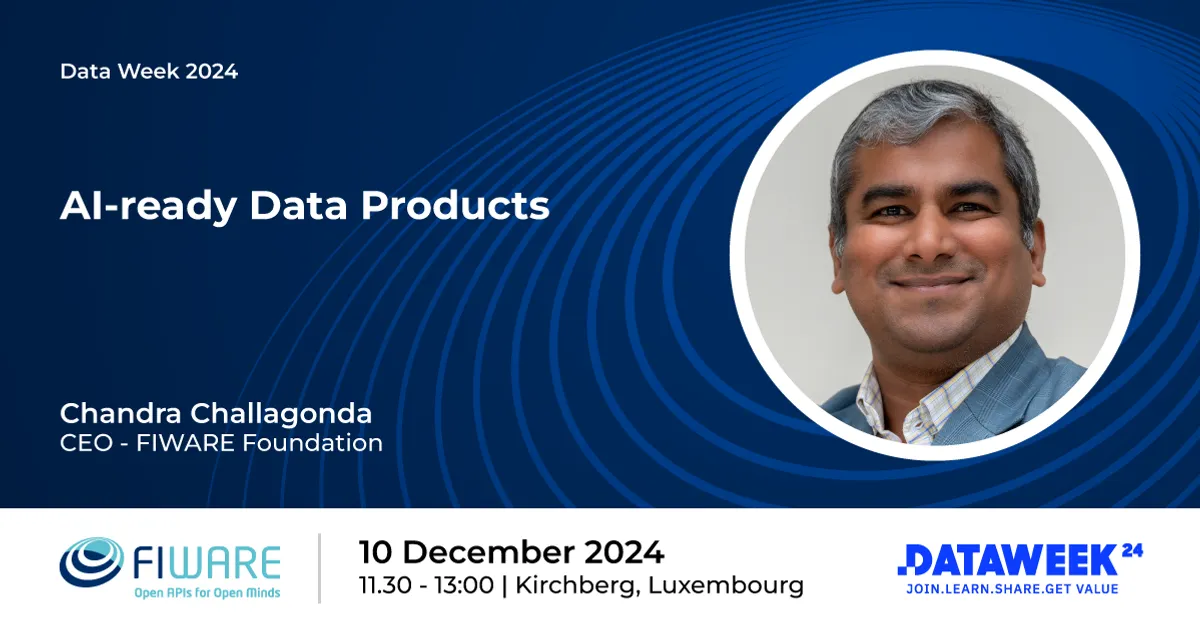 Data Week 2024
AI-ready Data Products
Chandra Challagonda
CEO - FIWARE Foundation
FIWARE
Open APIs for Open Minds
10 December 2024
11.30 - 13:00 | Kirchberg, Luxembourg
.DATAWEEK 24
JOIN.LEARN.SHARE.GET VALUE